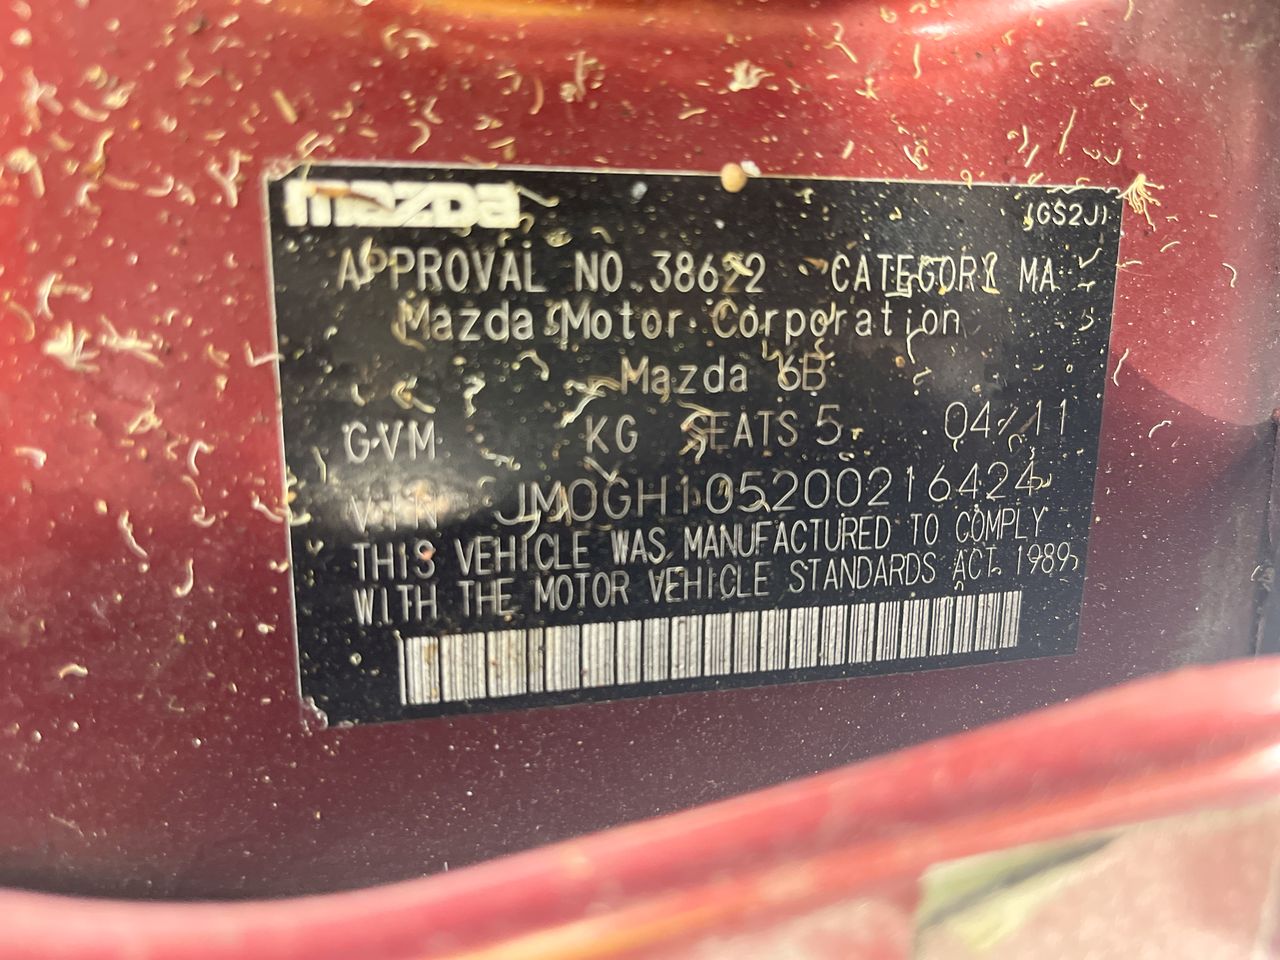 mazda (GS2J)
APPROVAL NO. 38622 CATEGORY MA
Mazda Motor Corporation
Mazda 6B
GVM KG SEATS 5 04/11
VIN JM0GH105200216424
THIS VEHICLE WAS MANUFACTURED TO COMPLY
WITH THE MOTOR VEHICLE STANDARDS ACT 1989